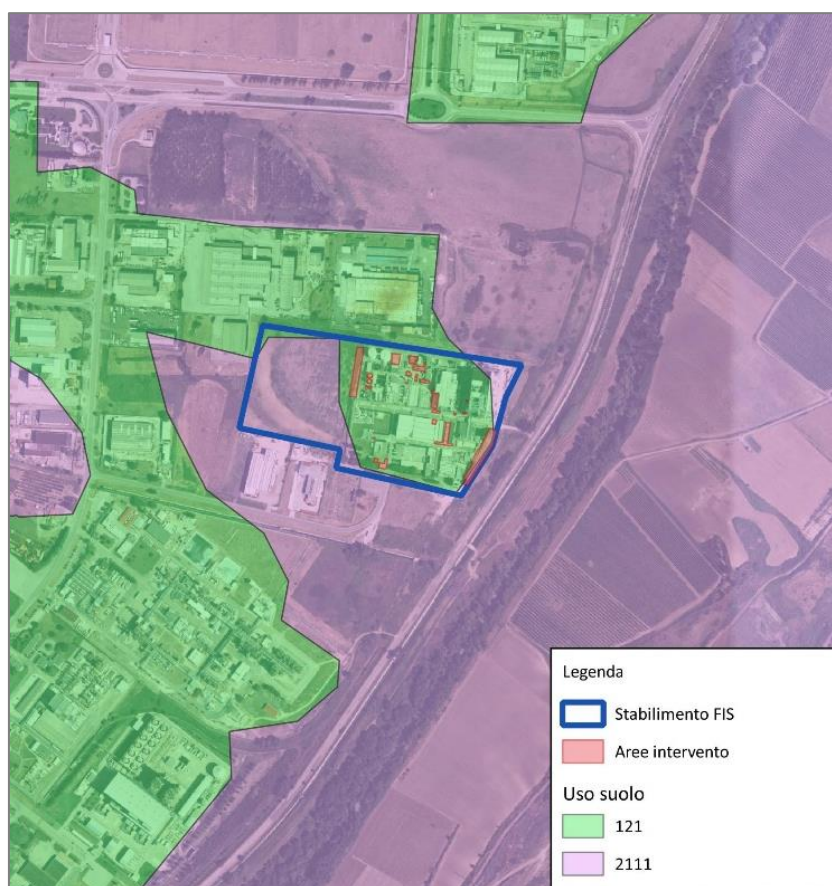 Legenda
Stabilimento FIS
Aree intervento
Uso suolo
121
2111